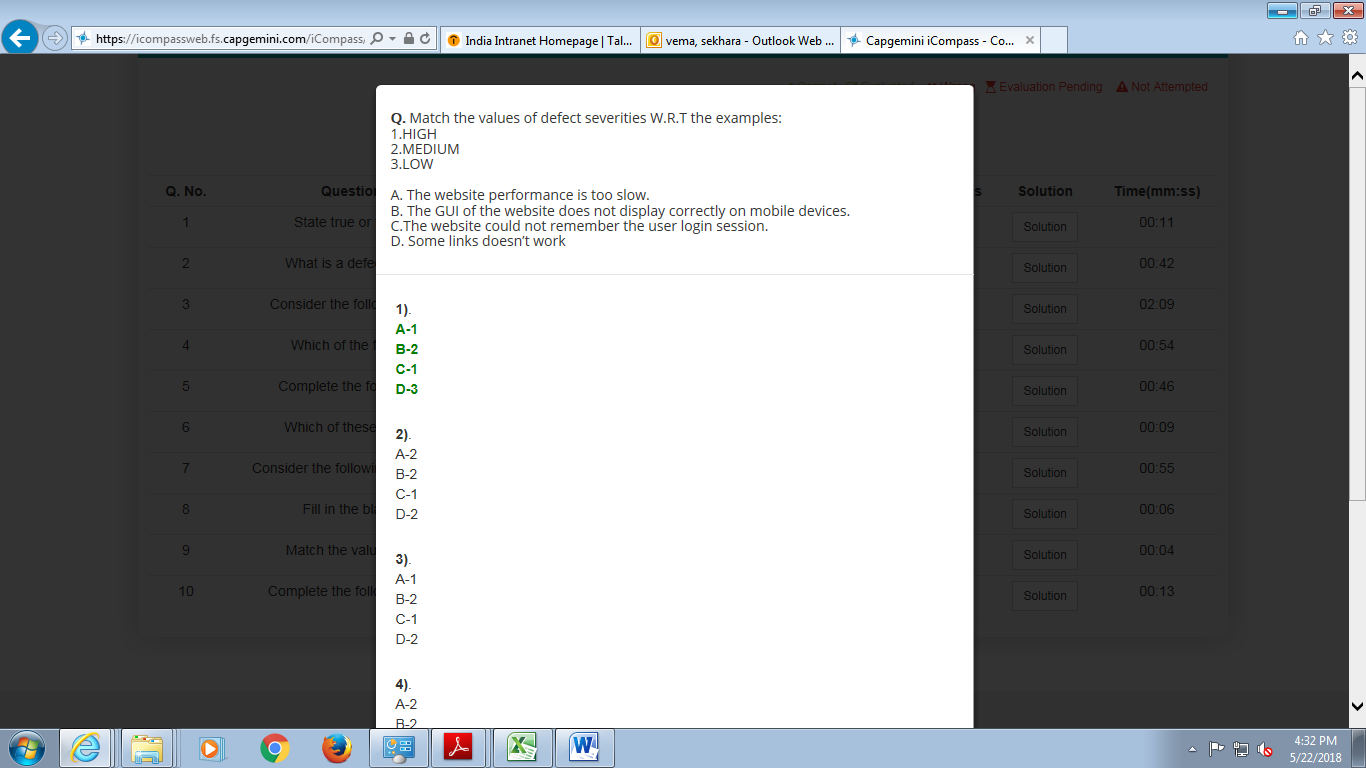 https://icompassweb.fs.capgemini.com/iCompass,
India Intranet Homepage | Tal...
vema, sekhara - Outlook Web ...
Capgemini iCompass - Co...
Evaluation Pending
Not Attempted
Q. Match the values of defect severities W.R.T the examples:
1.HIGH
2.MEDIUM
3.LOW
A. The website performance is too slow.
B. The GUI of the website does not display correctly on mobile devices.
C.The website could not remember the user login session.
D. Some links doesn't work
1).
A-1
B-2
C-1
D-3
2).
A-2
B-2
C-1
D-2
3).
A-1
B-2
C-1
D-2
4).
A-2
B-2
Q. No. Questio s Solution Time(mm:ss)
1 State true or Solution 00:11
2 What is a defe Solution 00:42
3 Consider the follo Solution 02:09
4 Which of the f Solution 00:54
5 Complete the fo Solution 00:46
6 Which of these Solution 00:09
7 Consider the followi Solution 00:55
8 Fill in the bla Solution 00:06
9 Match the valu Solution 00:04
10 Complete the foll Solution 00:13
4:32 PM
5/22/2018